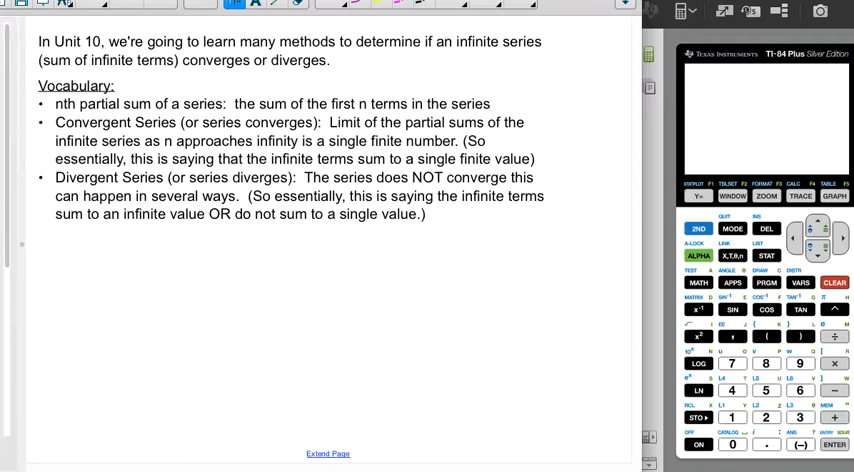 In Unit 10, we're going to learn many methods to determine if an infinite series
(sum of infinite terms) converges or diverges.
Vocabulary:
• nth partial sum of a series: the sum of the first n terms in the series
• Convergent Series (or series converges): Limit of the partial sums of the
infinite series as n approaches infinity is a single finite number. (So
essentially, this is saying that the infinite terms sum to a single finite value)
• Divergent Series (or series diverges): The series does NOT converge this
can happen in several ways. (So essentially, this is saying the infinite terms
sum to an infinite value OR do not sum to a single value.)
Extend Page
TEXAS INSTRUMENTS TI-84 Plus Silver Edition
STATPLOT F1 TBLSET F2 FORMAT F3 CALC F4 TABLE F5
Y= WINDOW ZOOM TRACE GRAPH
QUIT INS
2ND MODE DEL
A-LOCK LINK LIST
ALPHA X,T,θ,n STAT
TEST A ANGLE B DRAW C DISTR
MATH APPS PRGM VARS CLEAR
MATRIX D SIN⁻¹ E COS⁻¹ F TAN⁻¹ G π H
x⁻¹ SIN COS TAN ^
√ I EE J { K } L e M
x² , ( ) ÷
10ˣ N u O v P w Q [ R
LOG 7 8 9 ×
eˣ S L4 T L5 U L6 V ] W
LN 4 5 6 −
RCL X L1 Y L2 Z L3 θ MEM "
STO▸ 1 2 3 +
OFF CATALOG i : ANS ? ENTRY SOLVE
ON 0 . (−) ENTER